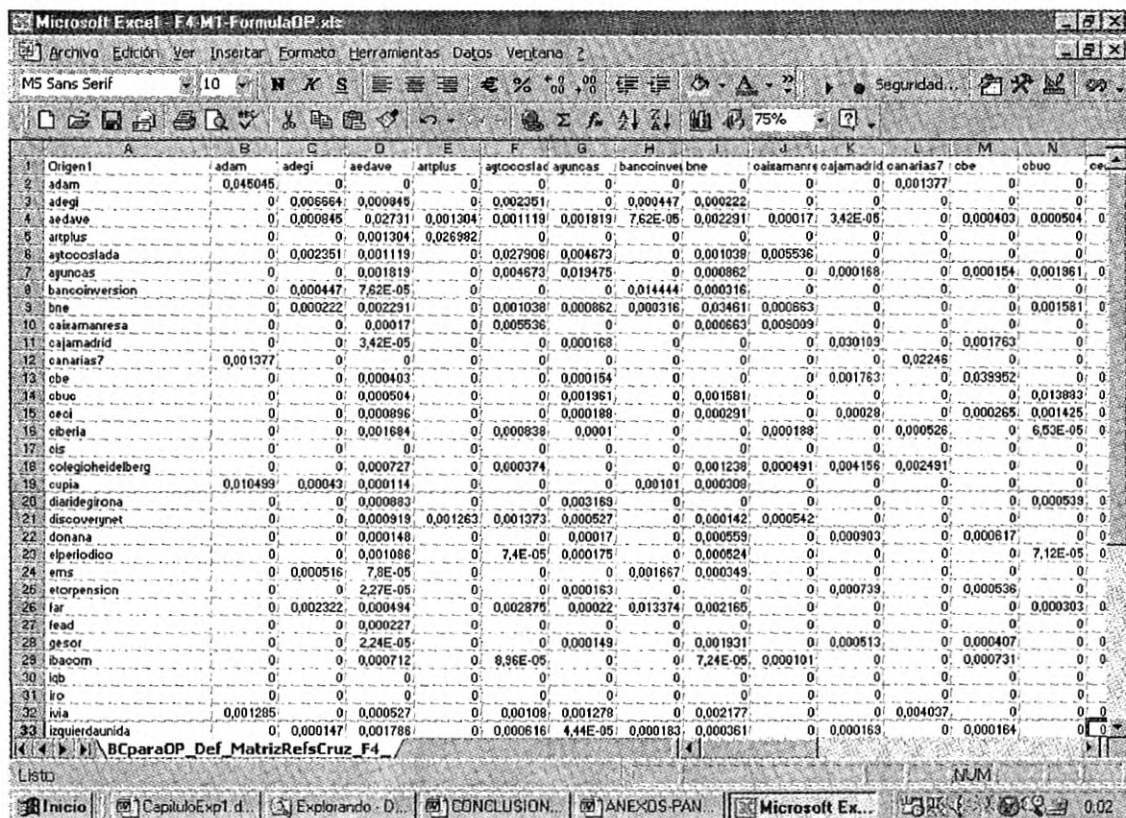 Microsoft Excel - F4-M1-FormulaOP.xls
Archivo Edición Ver Insertar Formato Herramientas Datos Ventana ?
MS Sans Serif 10 N K S € % Seguridad...
Σ 75%
A B C D E F G H I J K L M N
1 Origen1 adam adegi aedave artplus aytocoslad ayuncas bancoinver bne caixamanre cajamadrid canarias7 cbe cbuc cec
2 adam 0,045045 0 0 0 0 0 0 0 0 0 0,001377 0 0
3 adegi 0 0,006664 0,000845 0 0,002351 0 0,000447 0,000222 0 0 0 0 0
4 aedave 0 0,000845 0,02731 0,001304 0,001119 0,001819 7,62E-05 0,002291 0,00017 3,42E-05 0 0,000403 0,000504 0
5 artplus 0 0 0,001304 0,026982 0 0 0 0 0 0 0 0 0
6 aytocoslada 0 0,002351 0,001119 0 0,027906 0,004673 0 0,001038 0,005536 0 0 0 0
7 ayuncas 0 0 0,001819 0 0,004673 0,019475 0 0,000862 0 0,000168 0 0,000154 0,001961 0
8 bancoinversion 0 0,000447 7,62E-05 0 0 0 0,014444 0,000316 0 0 0 0 0
9 bne 0 0,000222 0,002291 0 0,001038 0,000862 0,000316 0,03461 0,000663 0 0 0 0,001581 0
10 caixamanresa 0 0 0,00017 0 0,005536 0 0 0,000663 0,009009 0 0 0 0
11 cajamadrid 0 0 3,42E-05 0 0 0,000168 0 0 0 0,030109 0 0,001763 0
12 canarias7 0,001377 0 0 0 0 0 0 0 0 0 0,02246 0 0
13 cbe 0 0 0,000403 0 0 0,000154 0 0 0 0,001763 0 0,039952 0 0
14 cbuc 0 0 0,000504 0 0 0,001961 0 0,001581 0 0 0 0 0,013883 0
15 ceci 0 0 0,000896 0 0 0,000188 0 0,000291 0 0,00028 0 0,000265 0,001425 0
16 ciberia 0 0 0,001684 0 0,000838 0,0001 0 0 0,000188 0 0,000526 0 6,53E-05 0
17 cis 0 0 0 0 0 0 0 0 0 0 0 0 0
18 colegioheidelberg 0 0 0,000727 0 0,000374 0 0 0,001238 0,000491 0,004156 0,002491 0 0
19 cupia 0,010499 0,00043 0,000114 0 0 0 0,00101 0,000308 0 0 0 0 0
20 diaridegirona 0 0 0,000883 0 0 0,003169 0 0 0 0 0 0 0,000539 0
21 discoverynet 0 0 0,000919 0,001263 0,001373 0,000527 0 0,000142 0,000542 0 0 0 0
22 donana 0 0 0,000148 0 0 0,00017 0 0,000559 0 0,000903 0 0,000617 0
23 elperiodico 0 0 0,001086 0 7,4E-05 0,000175 0 0,000524 0 0 0 0 7,12E-05 0
24 ems 0 0,000516 7,8E-05 0 0 0 0,001667 0,000349 0 0 0 0 0
25 etorpension 0 0 2,27E-05 0 0 0,000163 0 0 0 0,000739 0 0,000536 0
26 far 0 0,002322 0,000494 0 0,002875 0,00022 0,013374 0,002165 0 0 0 0 0,000303 0
27 fead 0 0 0,000227 0 0 0 0 0 0 0 0 0 0
28 gesor 0 0 2,24E-05 0 0 0,000149 0 0,001931 0 0,000513 0 0,000407 0 0
29 ibacom 0 0 0,000712 0 8,96E-05 0 0 7,24E-05 0,000101 0 0 0,000731 0 0
30 iqb 0 0 0 0 0 0 0 0 0 0 0 0 0
31 iro 0 0 0 0 0 0 0 0 0 0 0 0 0
32 ivia 0,001285 0 0,000527 0 0,00108 0,001278 0 0,002177 0 0 0,004037 0 0
33 izquierdaunida 0 0,000147 0,001786 0 0,000616 4,44E-05 0,000183 0,000361 0 0,000163 0 0,000164 0 0
BCparaOP_Def_MatrizRefsCruz_F4_
Listo NUM
Inicio CapituloExp1.d... Explorando - D... CONCLUSION... ANEXOS-PAN... Microsoft Ex... 0:02